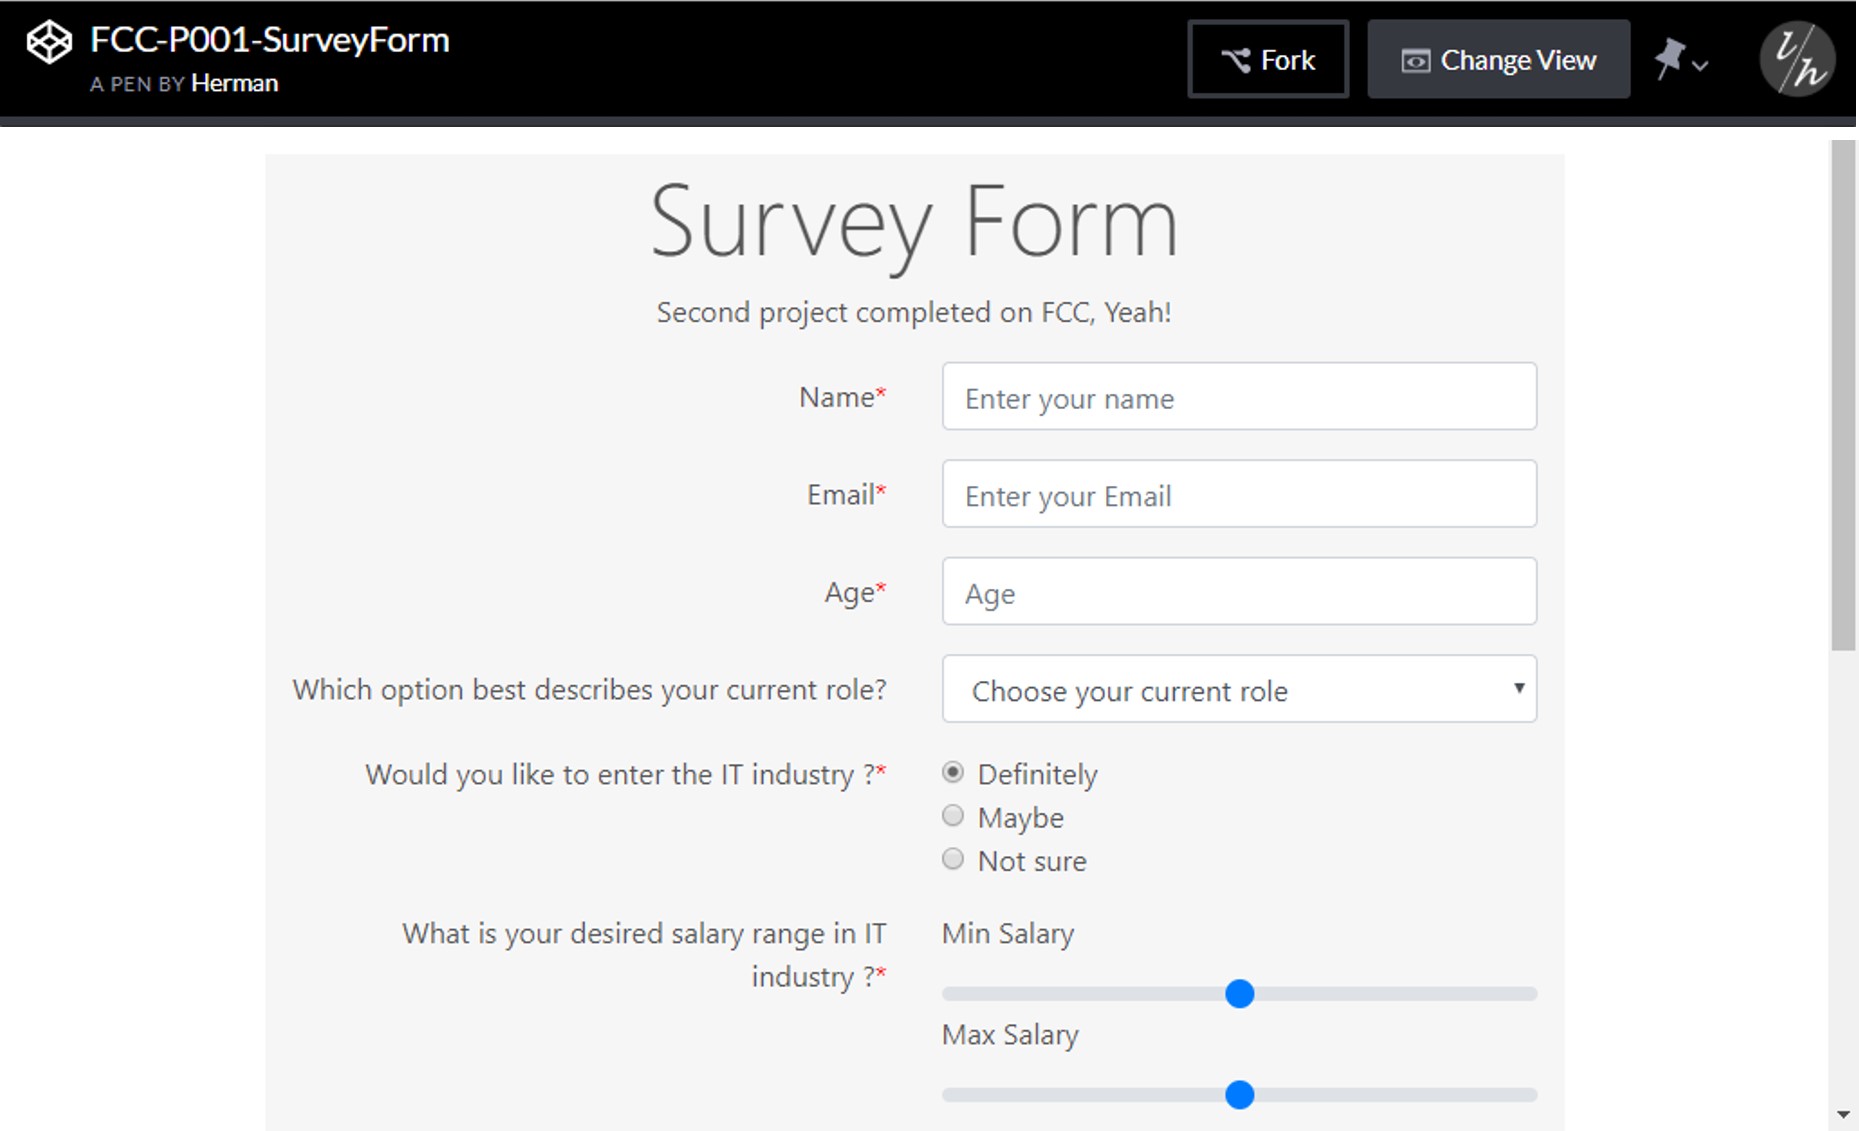 FCC-P001-SurveyForm
A PEN BY Herman
Fork
Change View
l/h
Survey Form
Second project completed on FCC, Yeah!
Name*
Enter your name
Email*
Enter your Email
Age*
Age
Which option best describes your current role?
Choose your current role
Would you like to enter the IT industry ?*
Definitely
Maybe
Not sure
What is your desired salary range in IT
industry ?*
Min Salary
Max Salary